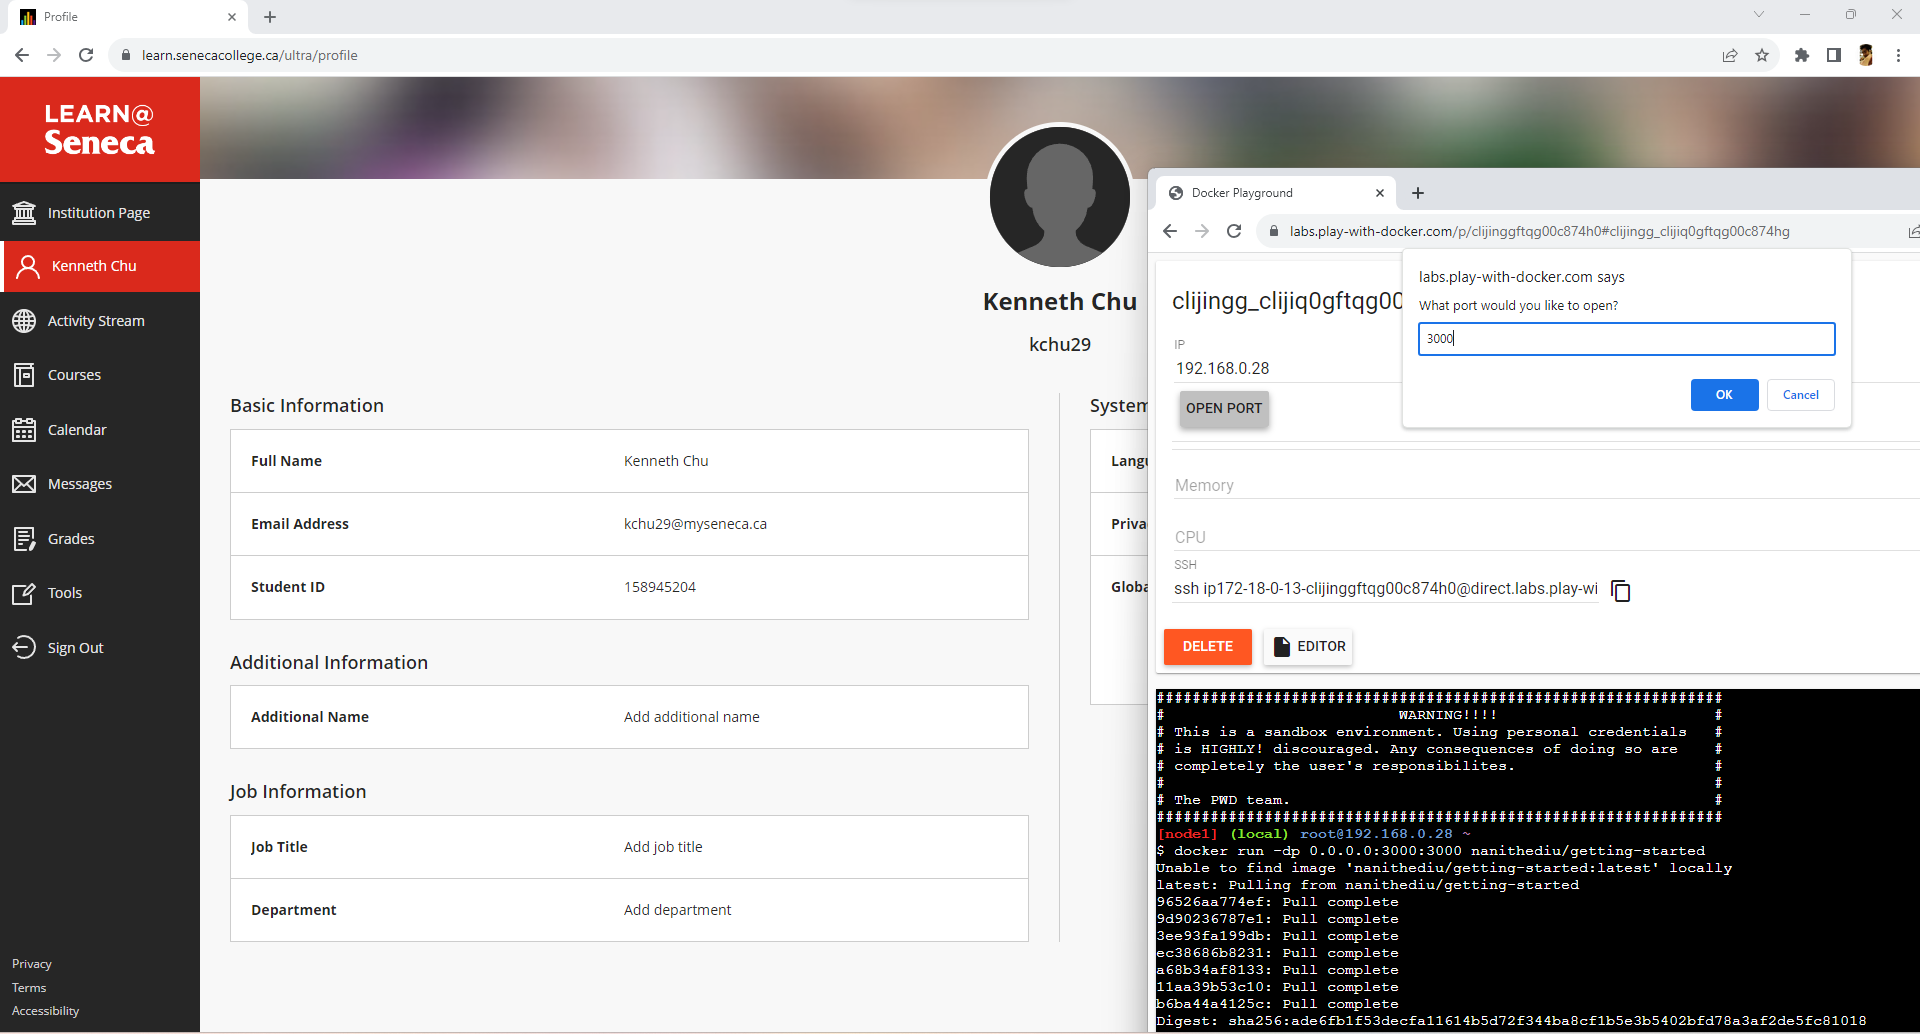 Profile
learn.senecacollege.ca/ultra/profile
LEARN@
Seneca
Institution Page
Kenneth Chu
Activity Stream
Courses
Calendar
Messages
Grades
Tools
Sign Out
Privacy
Terms
Accessibility
Kenneth Chu
kchu29
Basic Information
Full Name Kenneth Chu
Email Address kchu29@myseneca.ca
Student ID 158945204
Additional Information
Additional Name Add additional name
Job Information
Job Title Add job title
Department Add department
System
Langu
Priva
Globa
Docker Playground
labs.play-with-docker.com/p/clijinggftqg00c874h0#clijingg_clijiq0gftqg00c874hg
clijingg_clijiq0gftqg00
labs.play-with-docker.com says
What port would you like to open?
3000
OK Cancel
IP
192.168.0.28
OPEN PORT
Memory
CPU
SSH
ssh ip172-18-0-13-clijinggftqg00c874h0@direct.labs.play-wi
DELETE EDITOR
###############################################################
# WARNING!!!! #
# This is a sandbox environment. Using personal credentials #
# is HIGHLY! discouraged. Any consequences of doing so are #
# completely the user's responsibilites. #
# #
# The PWD team. #
###############################################################
[node1] (local) root@192.168.0.28 ~
$ docker run -dp 0.0.0.0:3000:3000 nanithediu/getting-started
Unable to find image 'nanithediu/getting-started:latest' locally
latest: Pulling from nanithediu/getting-started
96526aa774ef: Pull complete
9d90236787e1: Pull complete
3ee93fa199db: Pull complete
ec38686b8231: Pull complete
a68b34af8133: Pull complete
11aa39b53c10: Pull complete
b6ba44a4125c: Pull complete
Digest: sha256:ade6fb1f53decfa11614b5d72f344ba8cf1b5e3b5402bfd78a3af2de5fc81018